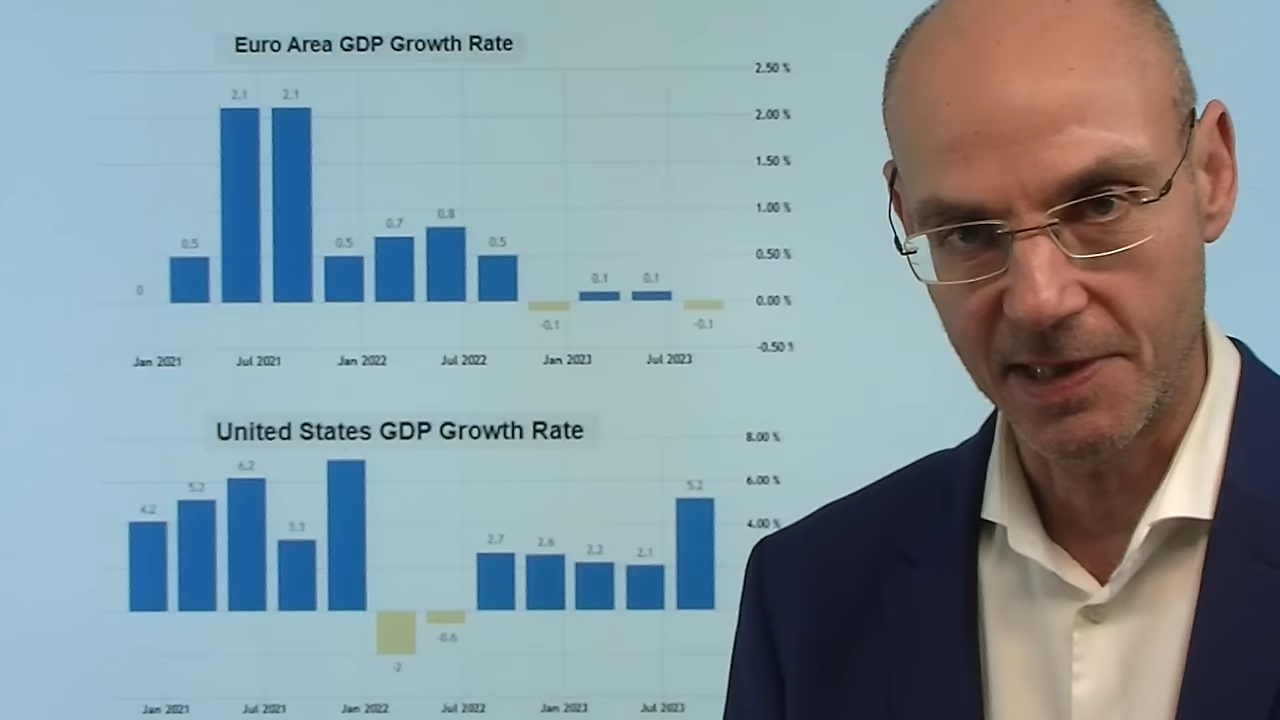 Euro Area GDP Growth Rate
2.50 %
2.1 2.1
2.00 %
1.50 %
1.00 %
0.8
0.7
0.5 0.5 0.5
0.50 %
0 0.1 0.1
0.00 %
-0.1 -0.1
-0.50 %
Jan 2021 Jul 2021 Jan 2022 Jul 2022 Jan 2023 Jul 2023
United States GDP Growth Rate
8.00 %
6.2
6.00 %
5.2 5.2
4.2
4.00 %
3.3
2.7 2.6 2.2 2.1
-0.6
-2
Jan 2021 Jul 2021 Jan 2022 Jul 2022 Jan 2023 Jul 2023